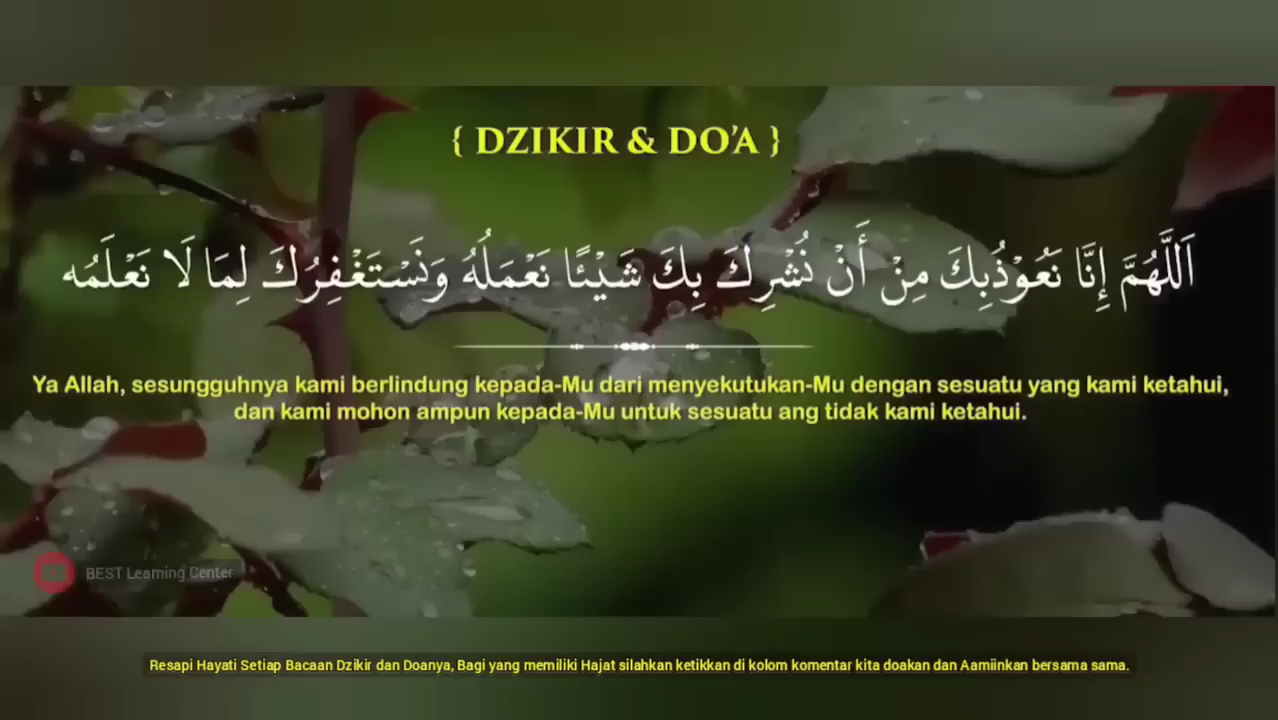 { DZIKIR & DO’A }
اَللَّهُمَّ إِنَّا نَعُوْذُبِكَ مِنْ أَنْ نُشْرِكَ بِكَ شَيْئًا نَعْمَلُهُ وَنَسْتَغْفِرُكَ لِمَا لَا نَعْلَمُه
Ya Allah, sesungguhnya kami berlindung kepada-Mu dari menyekutukan-Mu dengan sesuatu yang kami ketahui,
dan kami mohon ampun kepada-Mu untuk sesuatu ang tidak kami ketahui.
BEST Learning Center
Resapi Hayati Setiap Bacaan Dzikir dan Doanya, Bagi yang memiliki Hajat silahkan ketikkan di kolom komentar kita doakan dan Aamiinkan bersama sama.